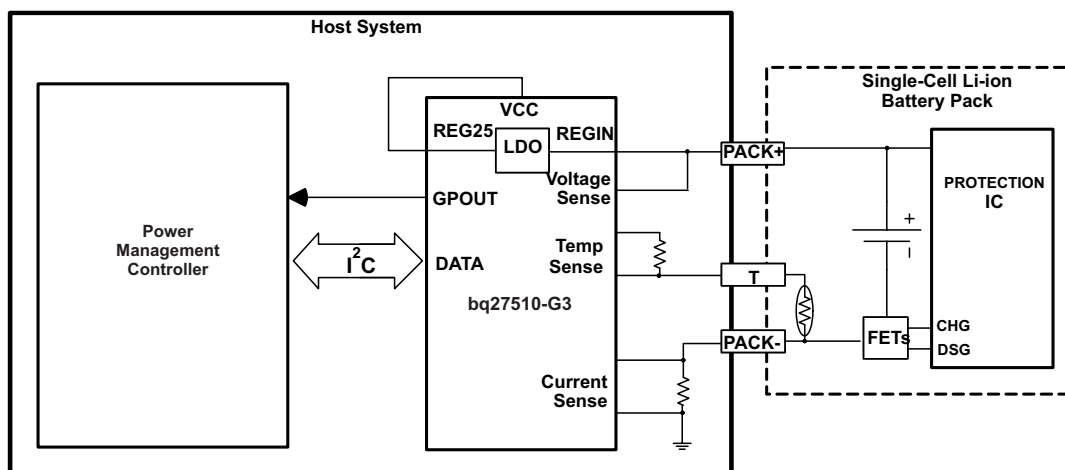 Host System
Single-Cell Li-ion
Battery Pack
VCC
REG25
LDO
REGIN
PACK+
Voltage
Sense
GPOUT
PROTECTION
IC
Power
Management
Controller
I2C
DATA
Temp
Sense
T
+
–
bq27510-G3
PACK-
FETs
CHG
DSG
Current
Sense